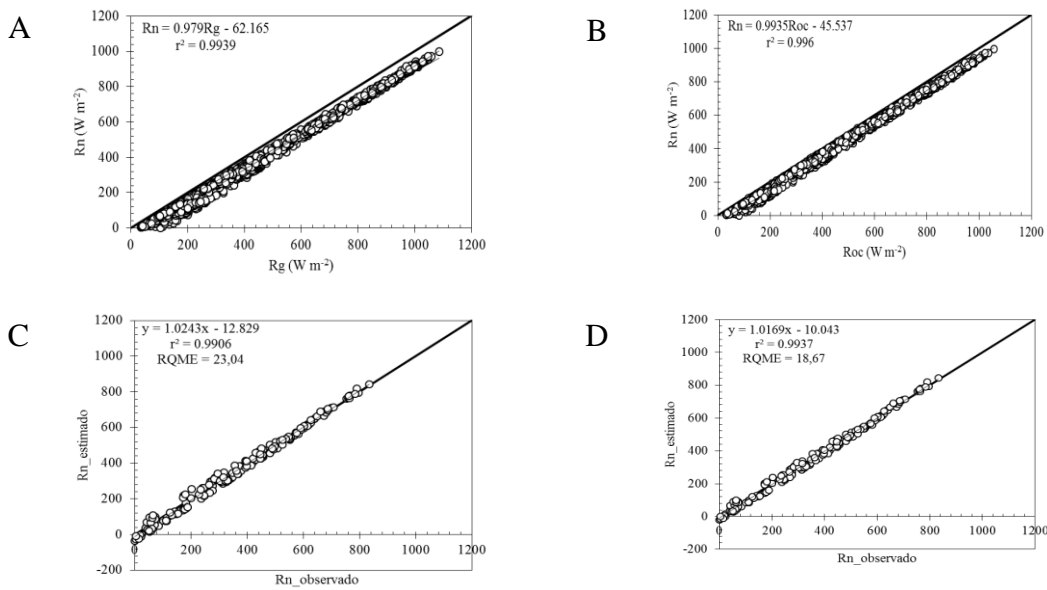 A
Rn = 0.979Rg - 62.165
r² = 0.9939
1200
1000
800
600
400
200
0
Rn (W m⁻²)
0 200 400 600 800 1000 1200
Rg (W m⁻²)
B
Rn = 0.9935Roc - 45.537
r² = 0.996
1200
1000
800
600
400
200
0
Rn (W m⁻²)
0 200 400 600 800 1000 1200
Roc (W m⁻²)
C
y = 1.0243x - 12.829
r² = 0.9906
RQME = 23,04
1200
1000
800
600
400
200
0
-200
Rn_estimado
0 200 400 600 800 1000 1200
Rn_observado
D
y = 1.0169x - 10.043
r² = 0.9937
RQME = 18,67
1200
1000
800
600
400
200
0
-200
Rn_estimado
0 200 400 600 800 1000 1200
Rn_observado